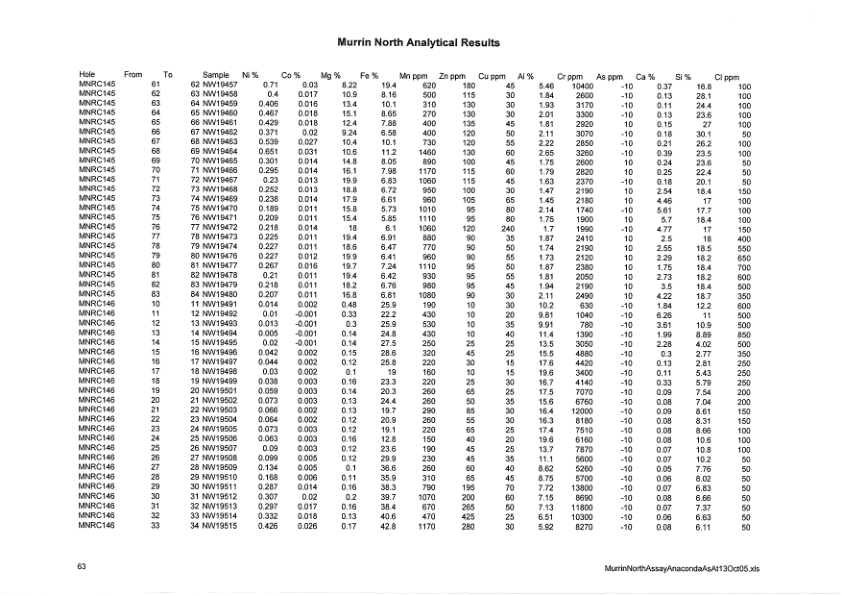 Murrin North Analytical Results
Hole From To Sample Ni % Co % Mg % Fe % Mn ppm Zn ppm Cu ppm Al % Cr ppm As ppm Ca % Si % Cl ppm
MNRC145 61 62 NW19457 0.71 0.03 8.22 19.4 620 180 45 5.46 10400 -10 0.37 16.8 100
MNRC145 62 63 NW19458 0.4 0.017 10.9 8.16 500 115 30 1.84 2600 -10 0.13 28.1 100
MNRC145 63 64 NW19459 0.406 0.016 13.4 10.1 310 130 30 1.93 3170 -10 0.11 24.4 100
MNRC145 64 65 NW19460 0.467 0.018 15.1 8.65 270 130 30 2.01 3300 -10 0.13 23.6 100
MNRC145 65 66 NW19461 0.429 0.018 12.4 7.88 400 135 45 1.81 2920 10 0.15 27 100
MNRC145 66 67 NW19462 0.371 0.02 9.24 6.58 400 120 50 2.11 3070 -10 0.18 30.1 50
MNRC145 67 68 NW19463 0.539 0.027 10.4 10.1 730 120 55 2.22 2850 -10 0.21 26.2 100
MNRC145 68 69 NW19464 0.651 0.031 10.6 11.2 1460 130 60 2.65 3260 -10 0.39 23.5 100
MNRC145 69 70 NW19465 0.301 0.014 14.8 8.05 890 100 45 1.75 2600 10 0.24 23.6 50
MNRC145 70 71 NW19466 0.295 0.014 16.1 7.98 1170 115 60 1.79 2820 10 0.25 22.4 50
MNRC145 71 72 NW19467 0.23 0.013 19.9 6.83 1060 115 45 1.63 2370 -10 0.18 20.1 50
MNRC145 72 73 NW19468 0.252 0.013 18.8 6.72 950 100 30 1.47 2190 10 2.54 18.4 150
MNRC145 73 74 NW19469 0.238 0.014 17.9 6.61 960 105 65 1.45 2180 10 4.46 17 100
MNRC145 74 75 NW19470 0.189 0.011 15.8 5.73 1010 95 80 2.14 1740 -10 5.61 17.7 100
MNRC145 75 76 NW19471 0.209 0.011 15.4 5.85 1110 95 80 1.75 1900 10 5.7 18.4 100
MNRC145 76 77 NW19472 0.218 0.014 18 6.1 1060 120 240 1.7 1990 -10 4.77 17 150
MNRC145 77 78 NW19473 0.225 0.011 19.4 6.91 880 90 35 1.87 2410 10 2.5 18 400
MNRC145 78 79 NW19474 0.227 0.011 18.6 6.47 770 90 50 1.74 2190 10 2.55 18.5 550
MNRC145 79 80 NW19476 0.227 0.012 19.9 6.41 960 90 55 1.73 2120 10 2.29 18.2 650
MNRC145 80 81 NW19477 0.267 0.016 19.7 7.24 1110 95 50 1.87 2380 10 1.75 18.4 700
MNRC145 81 82 NW19478 0.21 0.011 19.4 6.42 930 95 55 1.81 2050 10 2.73 18.2 600
MNRC145 82 83 NW19479 0.218 0.011 18.2 6.76 980 95 45 1.94 2190 10 3.5 18.4 500
MNRC145 83 84 NW19480 0.207 0.011 16.8 6.81 1080 90 30 2.11 2490 10 4.22 18.7 350
MNRC146 10 11 NW19491 0.014 0.002 0.48 25.9 190 10 30 10.2 630 -10 1.84 12.2 600
MNRC146 11 12 NW19492 0.01 -0.001 0.33 22.2 430 10 20 9.81 1040 -10 6.26 11 500
MNRC146 12 13 NW19493 0.013 -0.001 0.3 25.9 530 10 35 9.91 780 -10 3.61 10.9 500
MNRC146 13 14 NW19494 0.005 -0.001 0.14 24.8 430 10 40 11.4 1390 -10 1.99 8.89 850
MNRC146 14 15 NW19495 0.02 -0.001 0.14 27.5 250 25 25 13.5 3050 -10 2.28 4.02 500
MNRC146 15 16 NW19496 0.042 0.002 0.15 28.6 320 45 25 15.5 4880 -10 0.3 2.77 350
MNRC146 16 17 NW19497 0.044 0.002 0.12 25.8 220 30 15 17.6 4420 -10 0.13 2.81 250
MNRC146 17 18 NW19498 0.03 0.002 0.1 19 160 10 15 19.6 3400 -10 0.11 5.43 250
MNRC146 18 19 NW19499 0.038 0.003 0.16 23.3 220 25 30 16.7 4140 -10 0.33 5.79 250
MNRC146 19 20 NW19501 0.059 0.003 0.14 20.3 260 65 25 17.5 7070 -10 0.09 7.54 200
MNRC146 20 21 NW19502 0.073 0.003 0.13 24.4 260 50 35 15.6 6760 -10 0.08 7.04 200
MNRC146 21 22 NW19503 0.066 0.002 0.13 19.7 290 85 30 16.4 12000 -10 0.09 8.61 150
MNRC146 22 23 NW19504 0.064 0.002 0.12 20.9 260 55 30 16.3 8180 -10 0.08 8.31 150
MNRC146 23 24 NW19505 0.073 0.003 0.12 19.1 220 65 25 17.4 7510 -10 0.08 8.66 100
MNRC146 24 25 NW19506 0.063 0.003 0.16 12.8 150 40 20 19.6 6160 -10 0.08 10.6 100
MNRC146 25 26 NW19507 0.09 0.003 0.12 23.6 190 45 25 13.7 7870 -10 0.07 10.8 100
MNRC146 26 27 NW19508 0.099 0.005 0.12 29.9 230 45 35 11.1 5600 -10 0.07 10.2 50
MNRC146 27 28 NW19509 0.134 0.005 0.1 36.6 260 60 40 8.62 5260 -10 0.05 7.76 50
MNRC146 28 29 NW19510 0.168 0.006 0.11 35.9 310 65 45 8.75 5700 -10 0.06 8.02 50
MNRC146 29 30 NW19511 0.287 0.014 0.16 38.3 790 195 70 7.72 13800 -10 0.07 6.83 50
MNRC146 30 31 NW19512 0.307 0.02 0.2 39.7 1070 200 60 7.15 8690 -10 0.08 6.66 50
MNRC146 31 32 NW19513 0.297 0.017 0.16 38.4 670 265 50 7.13 11800 -10 0.07 7.37 50
MNRC146 32 33 NW19514 0.332 0.018 0.13 40.6 470 425 25 6.51 10300 -10 0.06 6.63 50
MNRC146 33 34 NW19515 0.426 0.026 0.17 42.8 1170 280 30 5.92 8270 -10 0.08 6.11 50
63
MurrinNorthAssayAnacondaAsAt13Oct05.xls